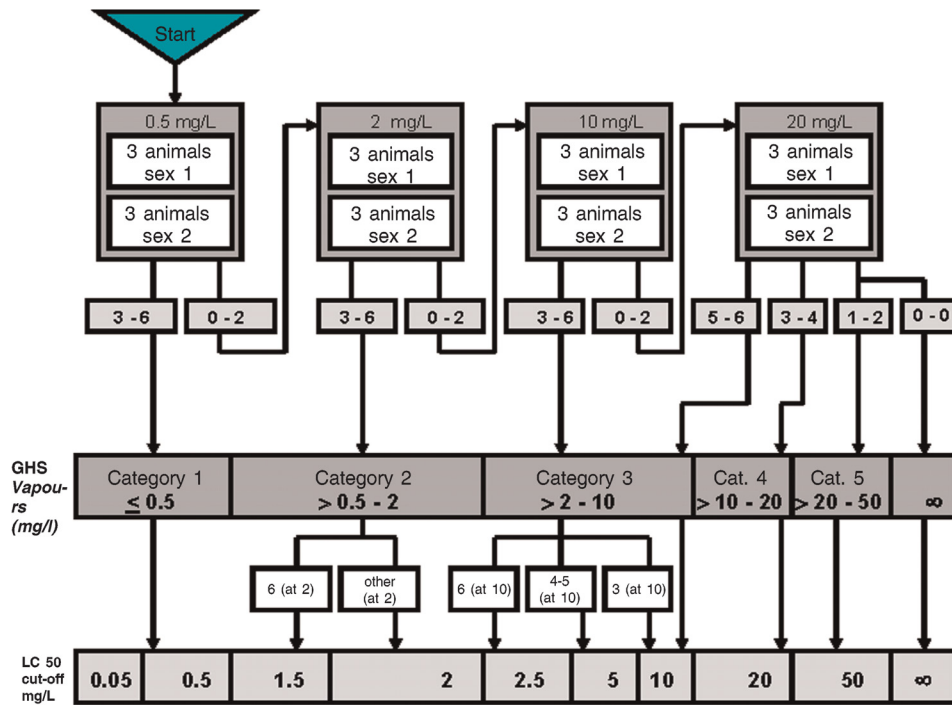 Start
0.5 mg/L
3 animals
sex 1
3 animals
sex 2
2 mg/L
3 animals
sex 1
3 animals
sex 2
10 mg/L
3 animals
sex 1
3 animals
sex 2
20 mg/L
3 animals
sex 1
3 animals
sex 2
3 - 6
0 - 2
3 - 6
0 - 2
3 - 6
0 - 2
5 - 6
3 - 4
1 - 2
0 - 0
GHS
Vapou-
rs
(mg/l)
Category 1
≤ 0.5
Category 2
> 0.5 - 2
Category 3
> 2 - 10
Cat. 4
> 10 - 20
Cat. 5
> 20 - 50
∞
6 (at 2)
other
(at 2)
6 (at 10)
4-5
(at 10)
3 (at 10)
LC 50
cut-off
mg/L
0.05
0.5
1.5
2
2.5
5
10
20
50
∞